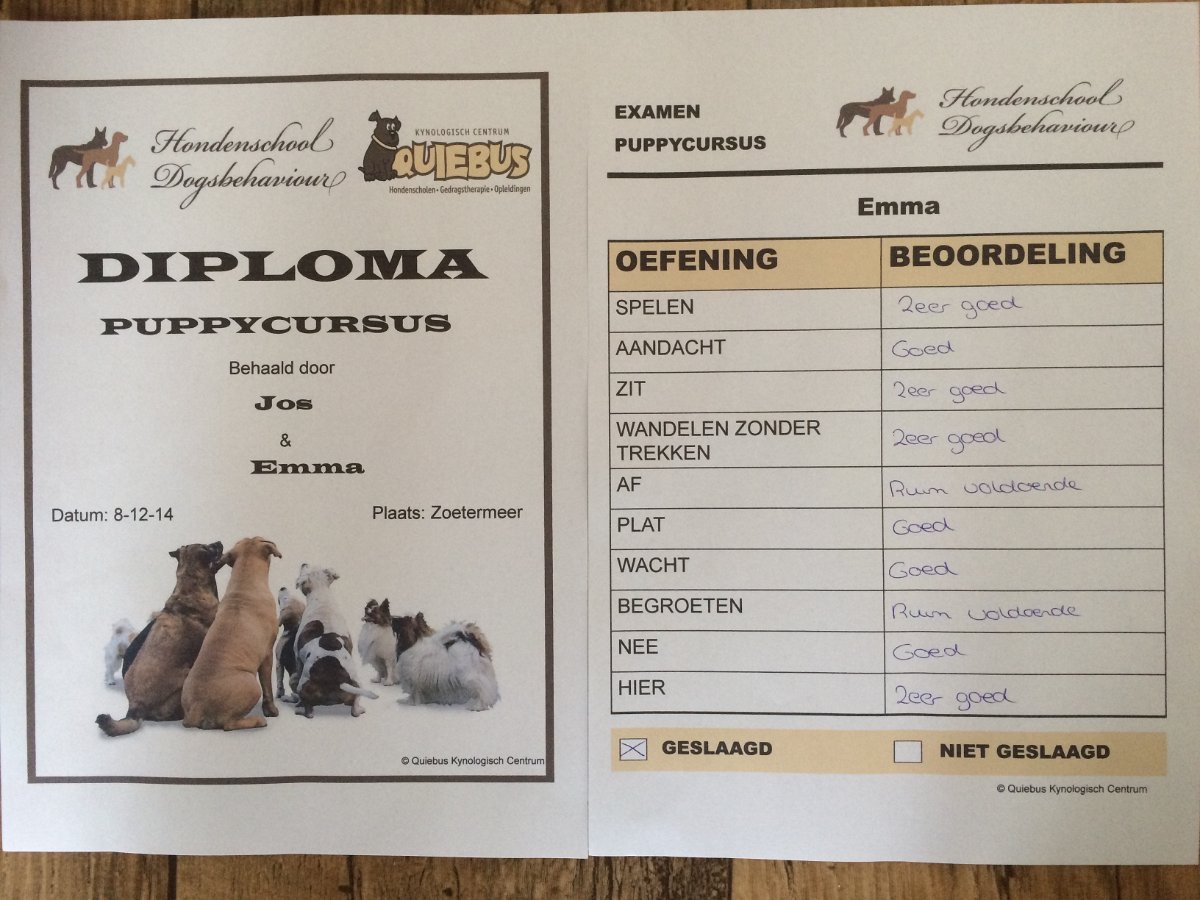 Hondenschool
Dogsbehaviour
KYNOLOGISCH CENTRUM
QUIEBUS
Hondenscholen • Gedragstherapie • Opleidingen
DIPLOMA
PUPPYCURSUS
Behaald door
Jos
&
Emma
Datum: 8-12-14 Plaats: Zoetermeer
© Quiebus Kynologisch Centrum
EXAMEN
PUPPYCURSUS
Hondenschool
Dogsbehaviour
Emma
OEFENING BEOORDELING
SPELEN Zeer goed
AANDACHT Goed
ZIT Zeer goed
WANDELEN ZONDER
TREKKEN Zeer goed
AF Ruim voldoende
PLAT Goed
WACHT Goed
BEGROETEN Ruim voldoende
NEE Goed
HIER Zeer goed
GESLAAGD NIET GESLAAGD
© Quiebus Kynologisch Centrum